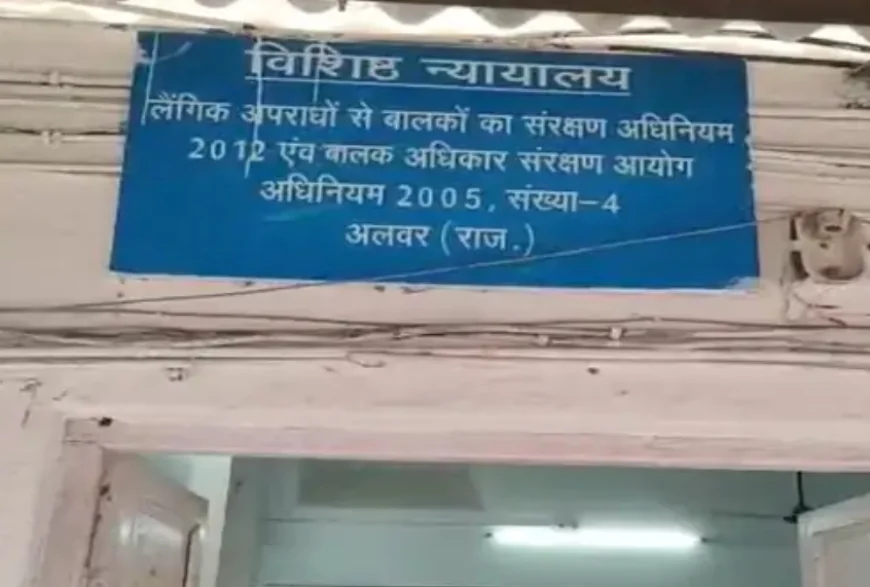 विशिष्ठ न्यायालय
लैंगिक अपराधों से बालकों का संरक्षण अधिनियम
2012 एंव बालक अधिकार संरक्षण आयोग
अधिनियम 2005, संख्या-4
अलवर (राज.)